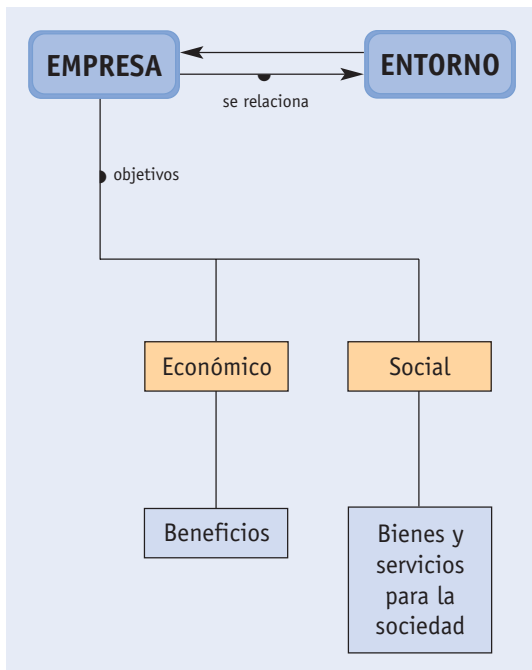 EMPRESA
ENTORNO
se relaciona
objetivos
Económico
Social
Beneficios
Bienes y
servicios
para la
sociedad